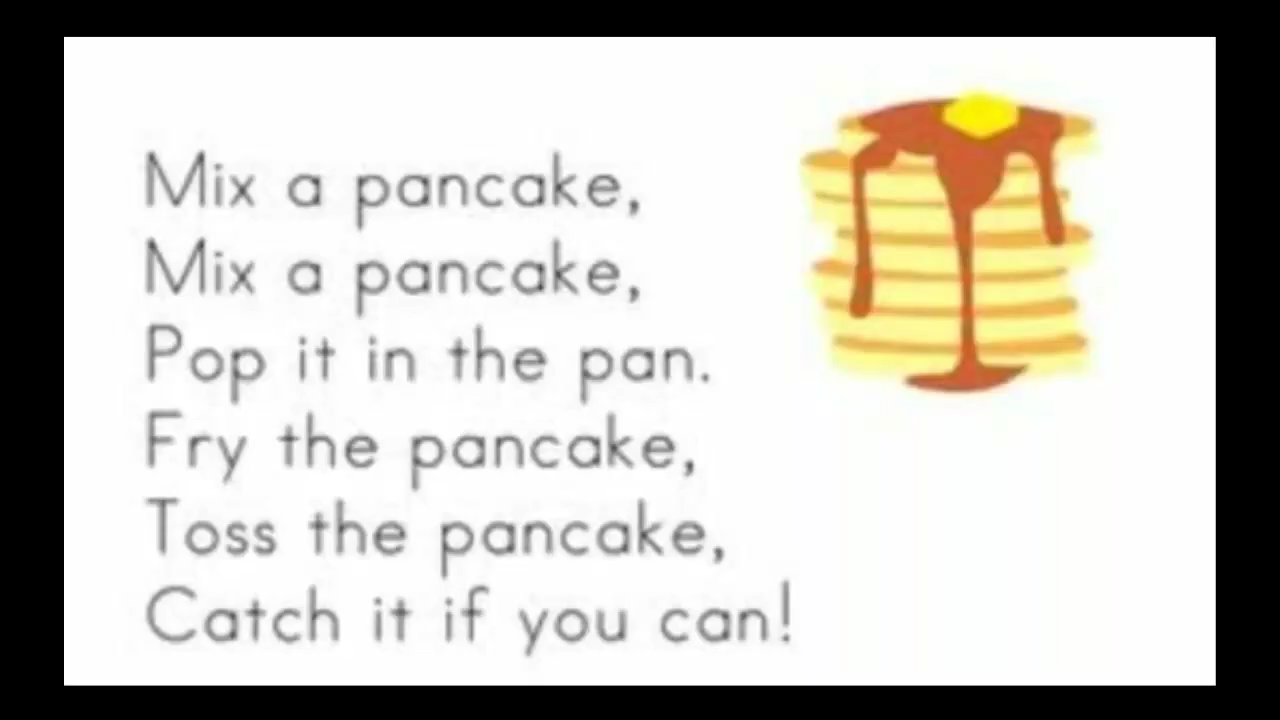 Mix a pancake,
Mix a pancake,
Pop it in the pan.
Fry the pancake,
Toss the pancake,
Catch it if you can!